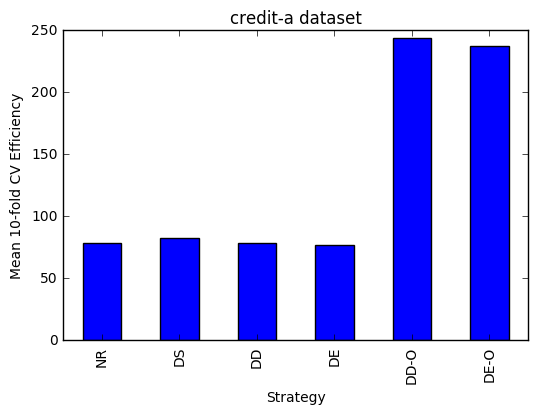 credit-a dataset
Mean 10-fold CV Efficiency
250
200
150
100
50
0
NR
DS
DD
DE
DD-O
DE-O
Strategy